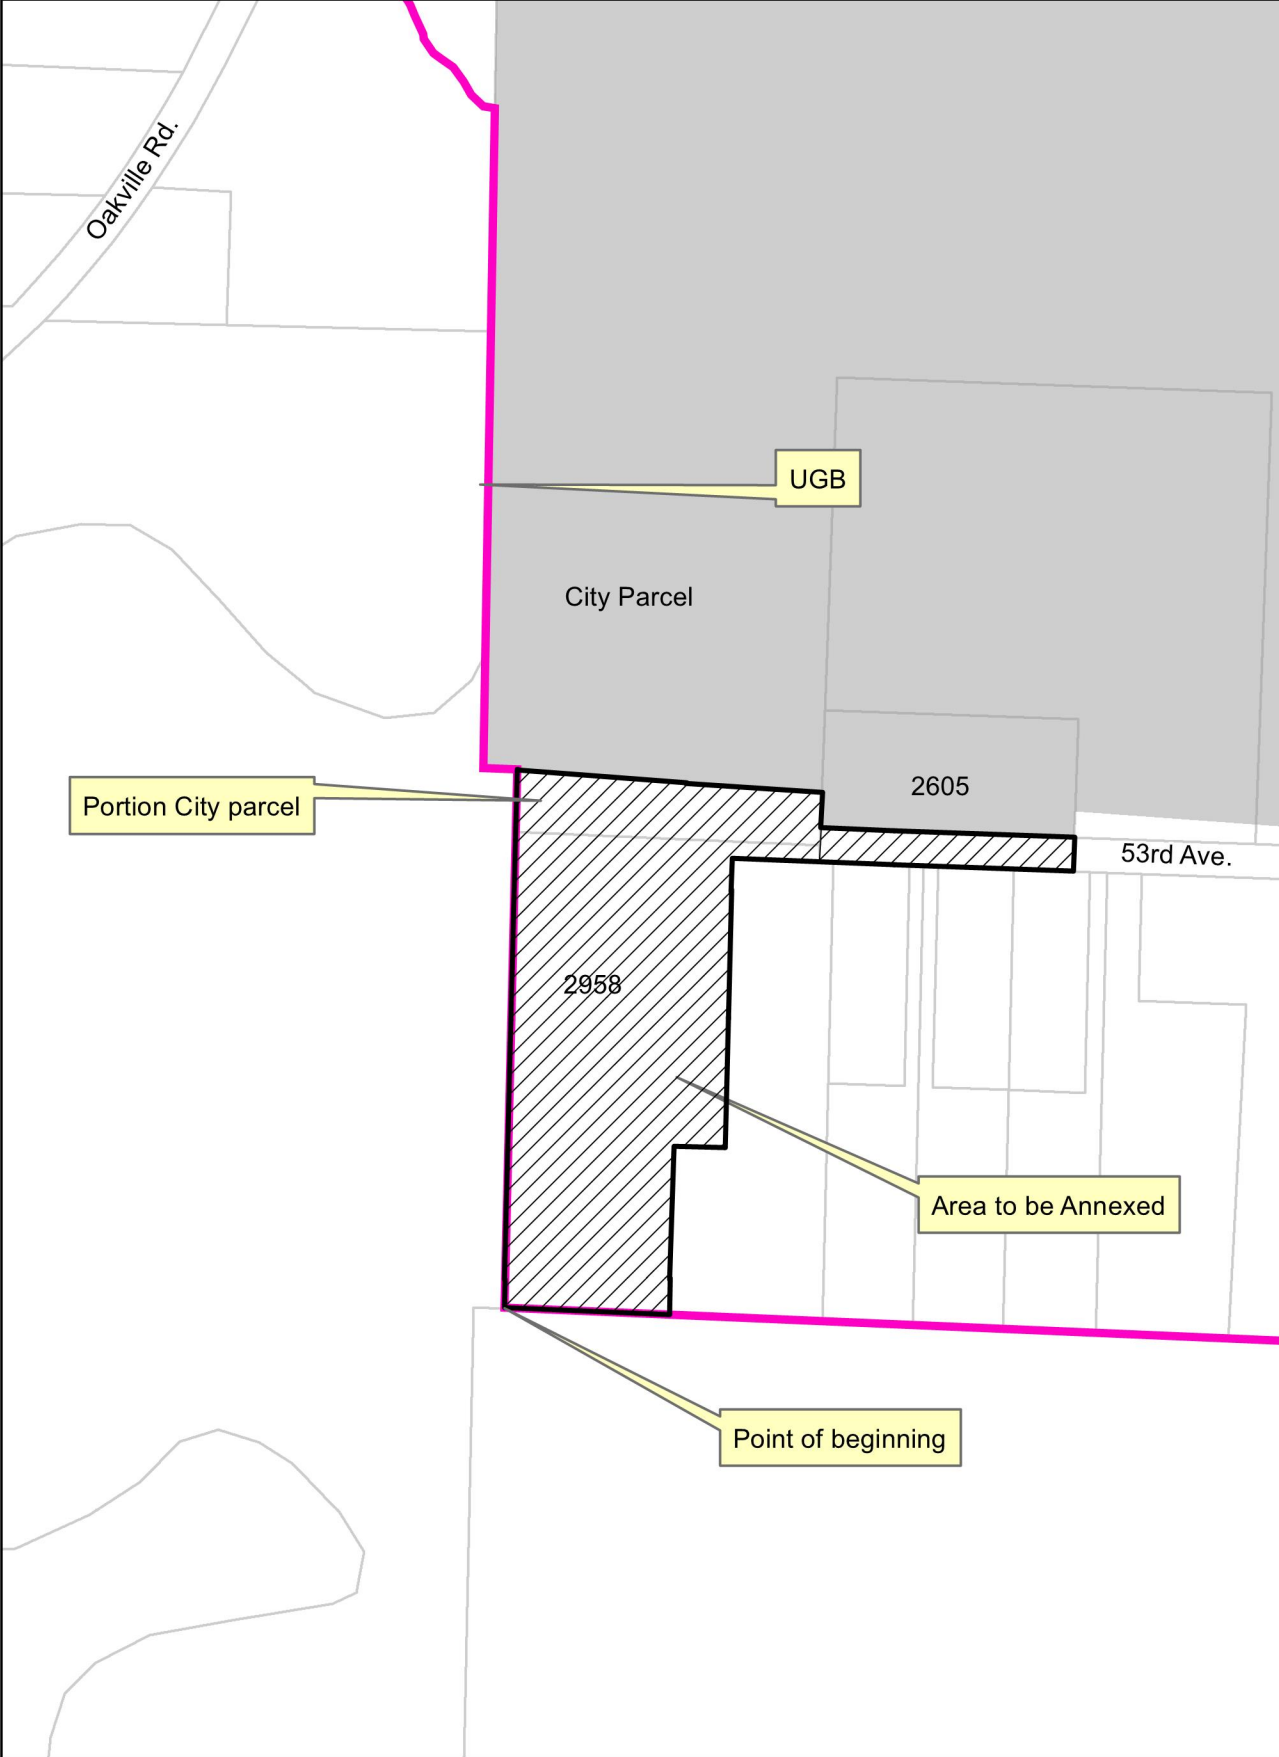 Oakville Rd.
UGB
City Parcel
2605
Portion City parcel
53rd Ave.
2958
Area to be Annexed
Point of beginning